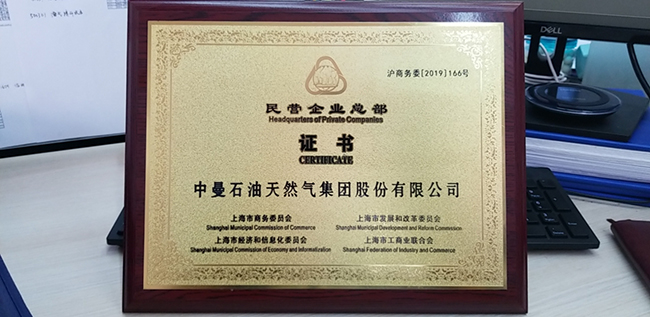 DELL
沪商务委[2019]166号
民营企业总部
Headquarters of Private Companies
证书
CERTIFICATE
中曼石油天然气集团股份有限公司
上海市商务委员会
Shanghai Municipal Commission of Commerce
上海市发展和改革委员会
Shanghai Municipal Development and Reform Commission
上海市经济和信息化委员会
Shanghai Municipal Commission of Economy and Informatization
上海市工商业联合会
Shanghai Federation of Industry and Commerce